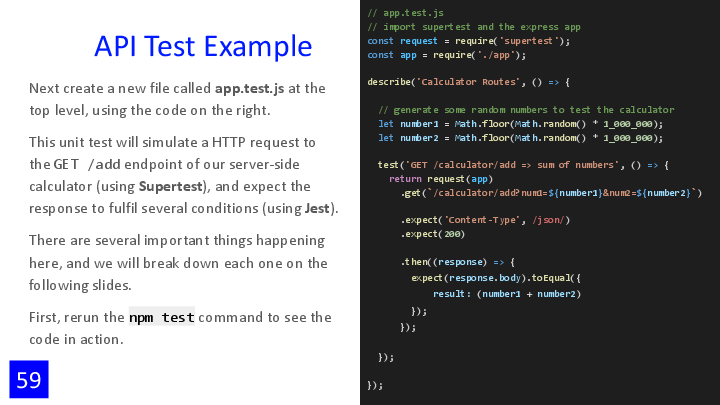 API Test Example
Next create a new file called app.test.js at the
top level, using the code on the right.
This unit test will simulate a HTTP request to
the GET /add endpoint of our server-side
calculator (using Supertest), and expect the
response to fulfil several conditions (using Jest).
There are several important things happening
here, and we will break down each one on the
following slides.
First, rerun the npm test command to see the
code in action.
59
// app.test.js
// import supertest and the express app
const request = require('supertest');
const app = require('./app');
describe('Calculator Routes', () => {
// generate some random numbers to test the calculator
let number1 = Math.floor(Math.random() * 1_000_000);
let number2 = Math.floor(Math.random() * 1_000_000);
test('GET /calculator/add => sum of numbers', () => {
return request(app)
.get(`/calculator/add?num1=${number1}&num2=${number2}`)
.expect('Content-Type', /json/)
.expect(200)
.then((response) => {
expect(response.body).toEqual({
result: (number1 + number2)
});
});
});
});